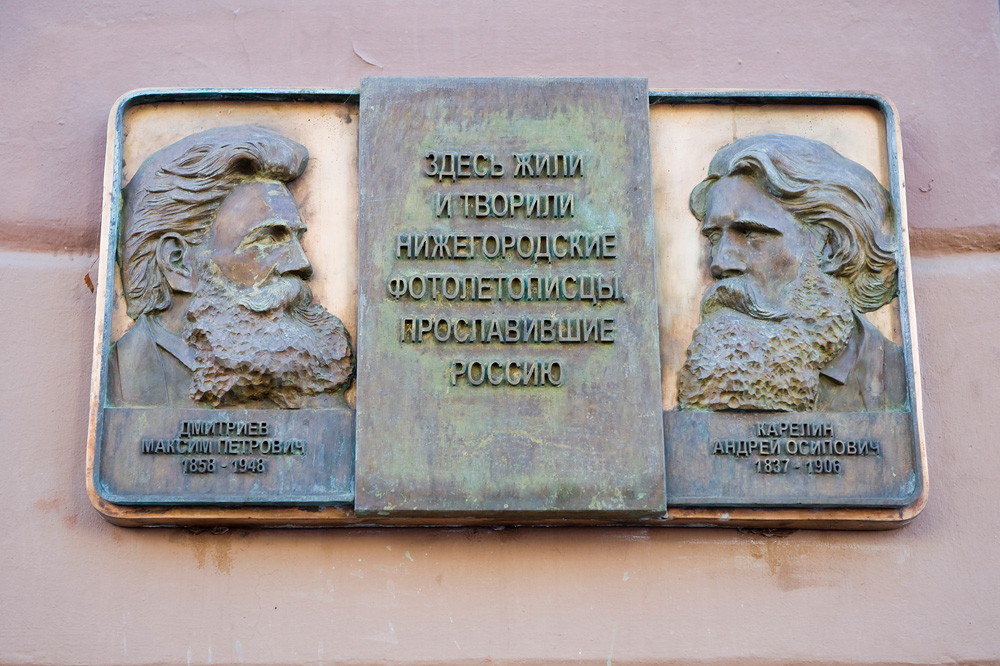 ЗДЕСЬ ЖИЛИ
И ТВОРИЛИ
НИЖЕГОРОДСКИЕ
ФОТОЛЕТОПИСЦЫ,
ПРОСЛАВИВШИЕ
РОССИЮ
ДМИТРИЕВ
МАКСИМ ПЕТРОВИЧ
1858 - 1948
КАРЕЛИН
АНДРЕЙ ОСИПОВИЧ
1837 - 1906